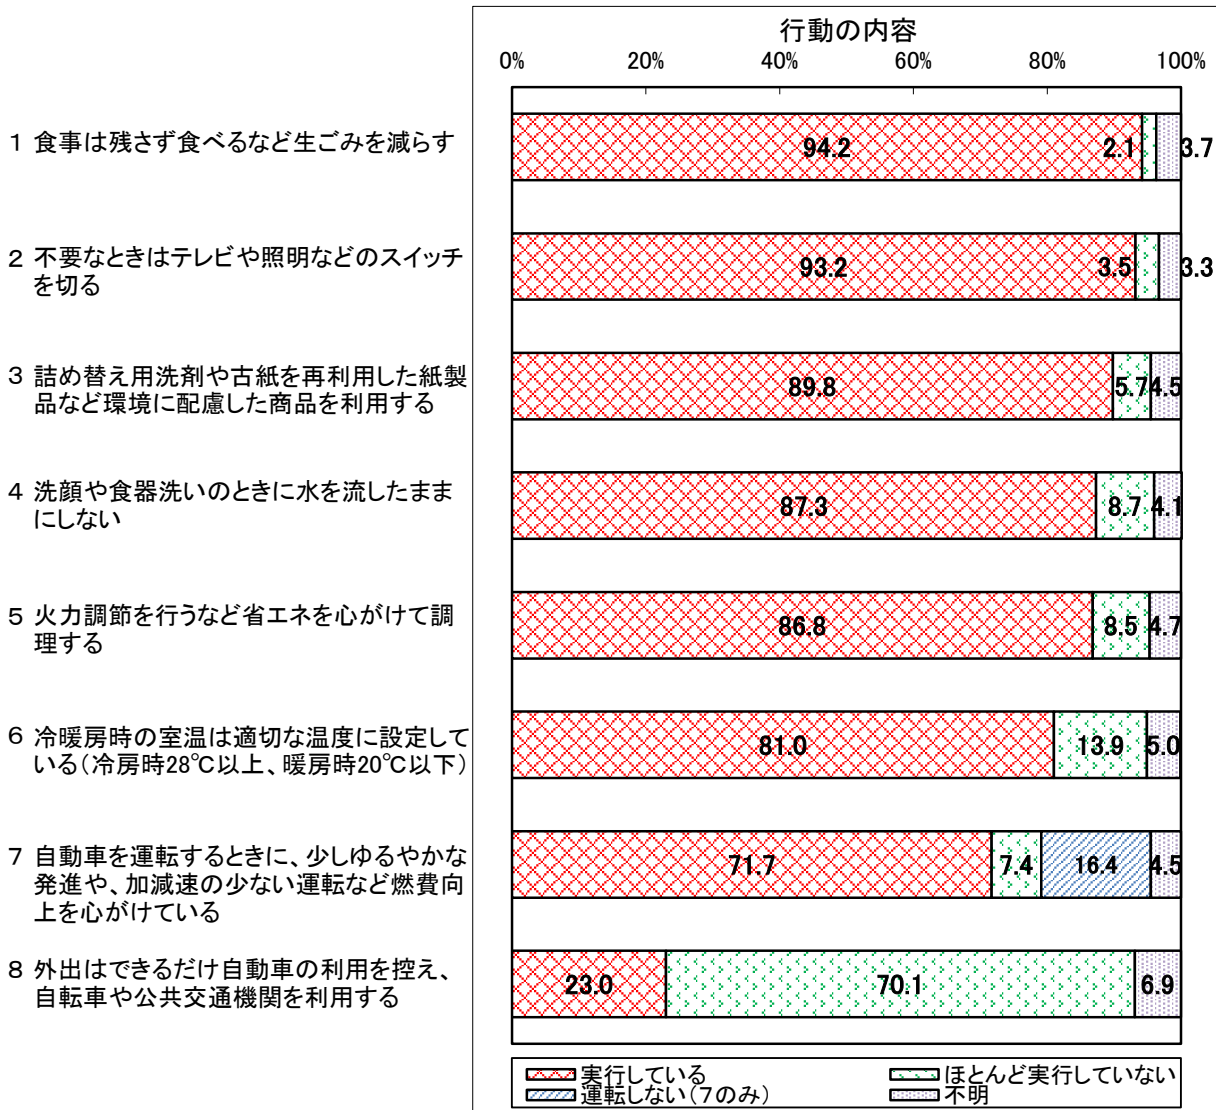 行動の内容
0% 20% 40% 60% 80% 100%
1 食事は残さず食べるなど生ごみを減らす
94.2 2.1 3.7
2 不要なときはテレビや照明などのスイッチ
を切る
93.2 3.5 3.3
3 詰め替え用洗剤や古紙を再利用した紙製
品など環境に配慮した商品を利用する
89.8 5.7 4.5
4 洗顔や食器洗いのときに水を流したまま
にしない
87.3 8.7 4.1
5 火力調節を行うなど省エネを心がけて調
理する
86.8 8.5 4.7
6 冷暖房時の室温は適切な温度に設定して
いる(冷房時28℃以上、暖房時20℃以下)
81.0 13.9 5.0
7 自動車を運転するときに、少しゆるやかな
発進や、加減速の少ない運転など燃費向
上を心がけている
71.7 7.4 16.4 4.5
8 外出はできるだけ自動車の利用を控え、
自転車や公共交通機関を利用する
23.0 70.1 6.9
実行している ほとんど実行していない
運転しない(7のみ) 不明